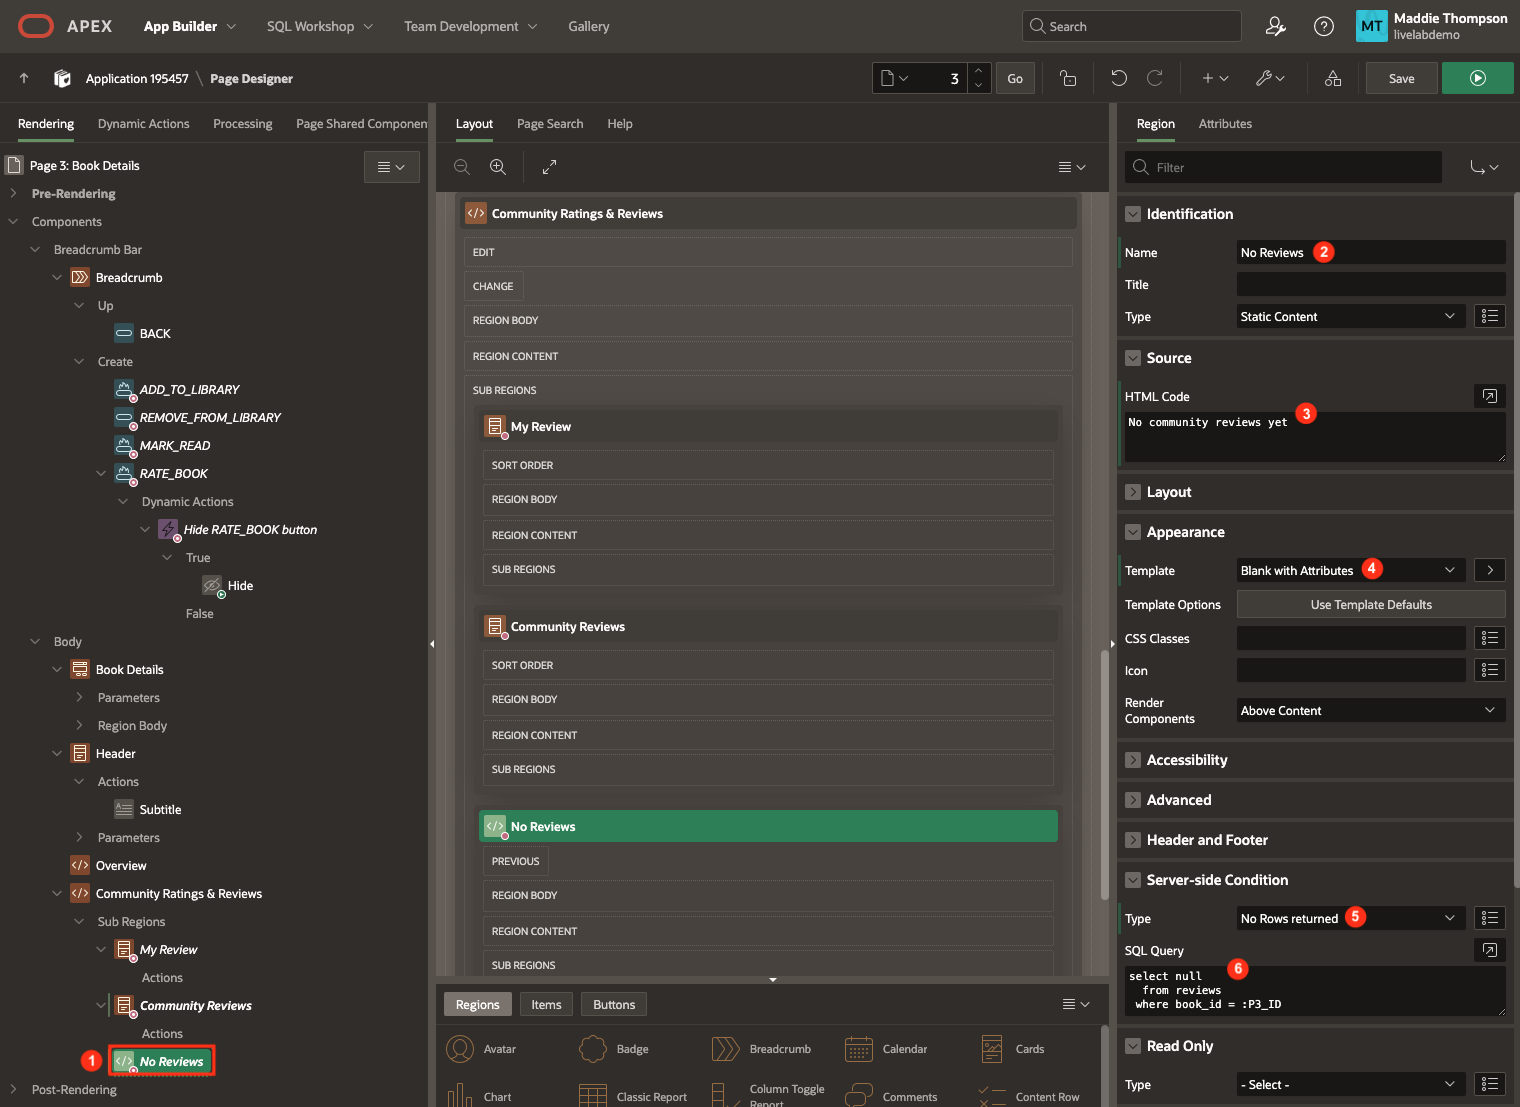 APEX
App Builder
SQL Workshop
Team Development
Gallery
Search
MT
Maddie Thompson
livelabdemo
Application 195457 \ Page Designer
3
Go
Save
Rendering
Dynamic Actions
Processing
Page Shared Componen
Page 3: Book Details
Pre-Rendering
Components
Breadcrumb Bar
Breadcrumb
Up
BACK
Create
ADD_TO_LIBRARY
REMOVE_FROM_LIBRARY
MARK_READ
RATE_BOOK
Dynamic Actions
Hide RATE_BOOK button
True
Hide
False
Body
Book Details
Parameters
Region Body
Header
Actions
Subtitle
Parameters
Overview
Community Ratings & Reviews
Sub Regions
My Review
Actions
Community Reviews
Actions
1
No Reviews
Post-Rendering
Layout
Page Search
Help
Community Ratings & Reviews
EDIT
CHANGE
REGION BODY
REGION CONTENT
SUB REGIONS
My Review
SORT ORDER
REGION BODY
REGION CONTENT
SUB REGIONS
Community Reviews
SORT ORDER
REGION BODY
REGION CONTENT
SUB REGIONS
No Reviews
PREVIOUS
REGION BODY
REGION CONTENT
SUB REGIONS
Regions
Items
Buttons
Avatar
Badge
Breadcrumb
Calendar
Cards
Chart
Classic Report
Column Toggle
Report
Comments
Content Row
Region
Attributes
Filter
Identification
Name
No Reviews
2
Title
Type
Static Content
Source
HTML Code
No community reviews yet
3
Layout
Appearance
Template
Blank with Attributes
4
Template Options
Use Template Defaults
CSS Classes
Icon
Render
Components
Above Content
Accessibility
Advanced
Header and Footer
Server-side Condition
Type
No Rows returned
5
SQL Query
6
select null
from reviews
where book_id = :P3_ID
Read Only
Type
- Select -